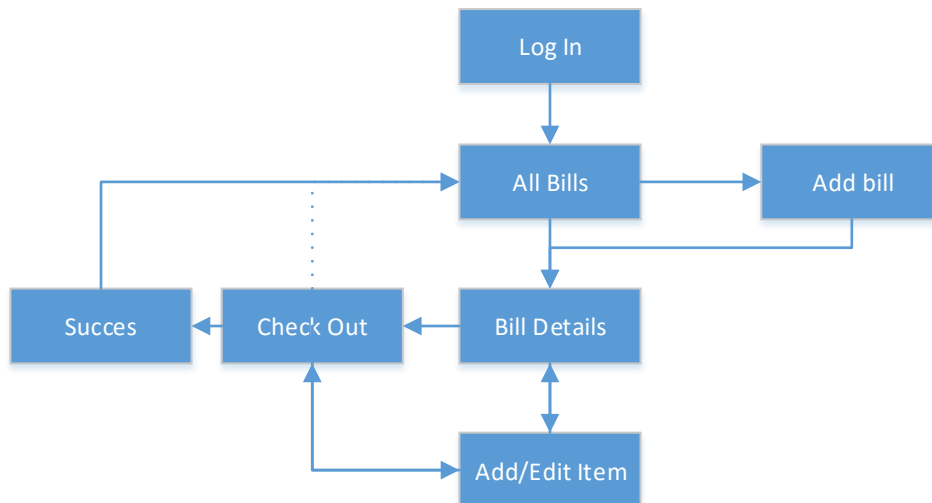 Log In
All Bills
Add bill
Succes
Check Out
Bill Details
Add/Edit Item